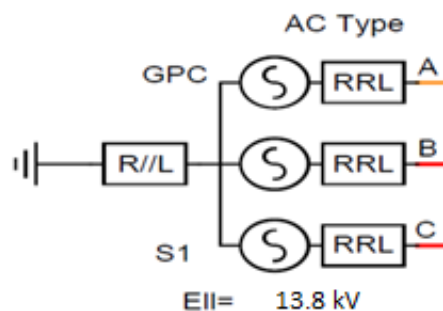 AC Type
GPC
RRL A
R//L RRL B
S1 RRL C
Ell= 13.8 kV